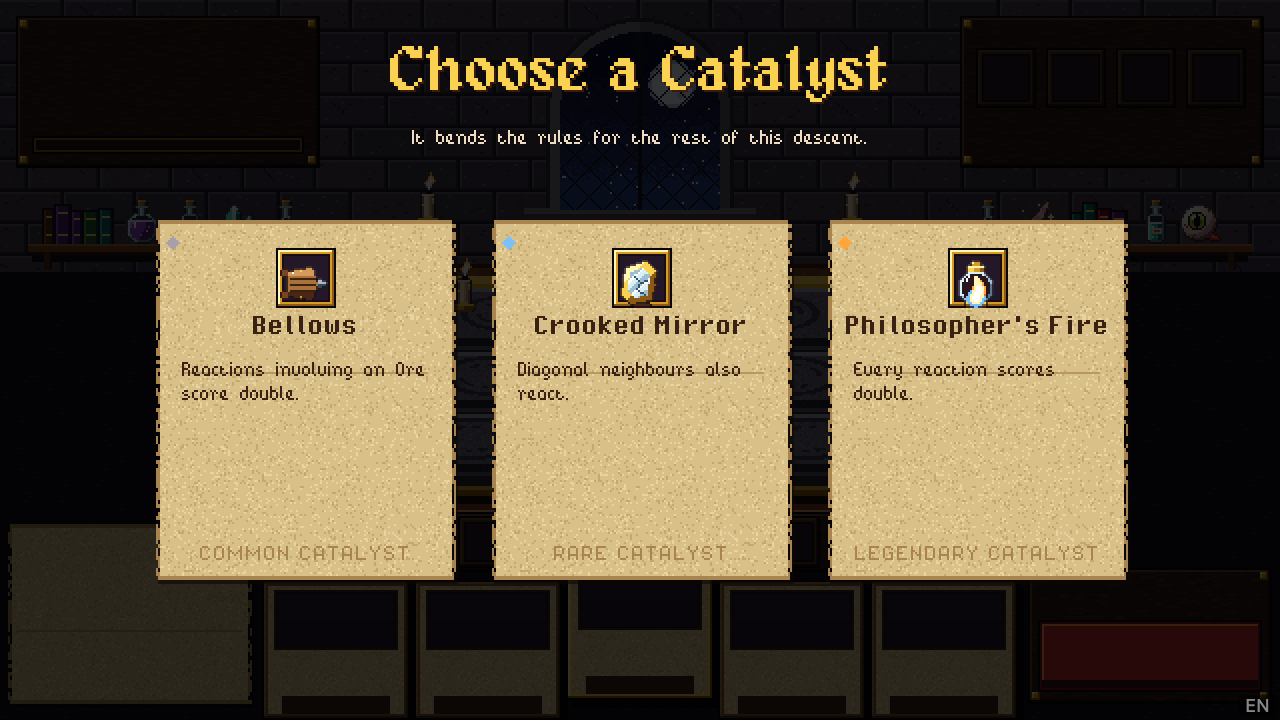 Choose a Catalyst
It bends the rules for the rest of this descent.
Bellows
Reactions involving an Ore
score double.
COMMON CATALYST
Crooked Mirror
Diagonal neighbours also
react.
RARE CATALYST
Philosopher's Fire
Every reaction scores
double.
LEGENDARY CATALYST
EN